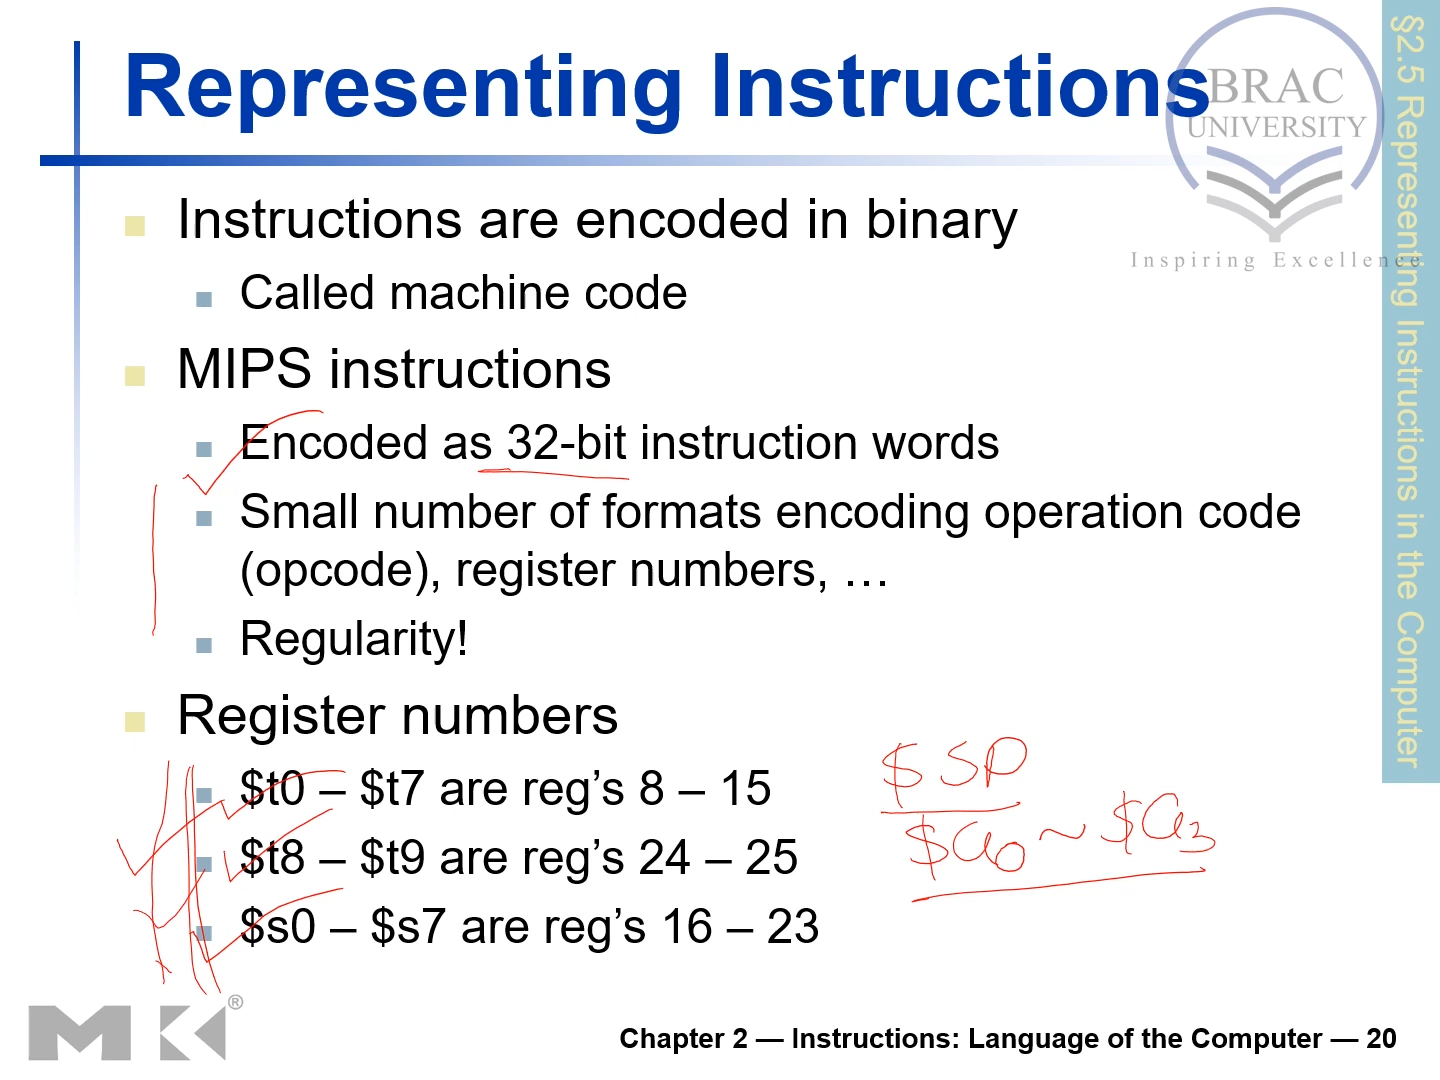 Representing Instructions
BRAC
UNIVERSITY
Inspiring Excellence
§2.5 Representing Instructions in the Computer
Instructions are encoded in binary
Called machine code
MIPS instructions
Encoded as 32-bit instruction words
Small number of formats encoding operation code
(opcode), register numbers, …
Regularity!
Register numbers
$t0 – $t7 are reg’s 8 – 15
$t8 – $t9 are reg’s 24 – 25
$s0 – $s7 are reg’s 16 – 23
$SP
$a0 ~ $a3
MK®
Chapter 2 — Instructions: Language of the Computer — 20